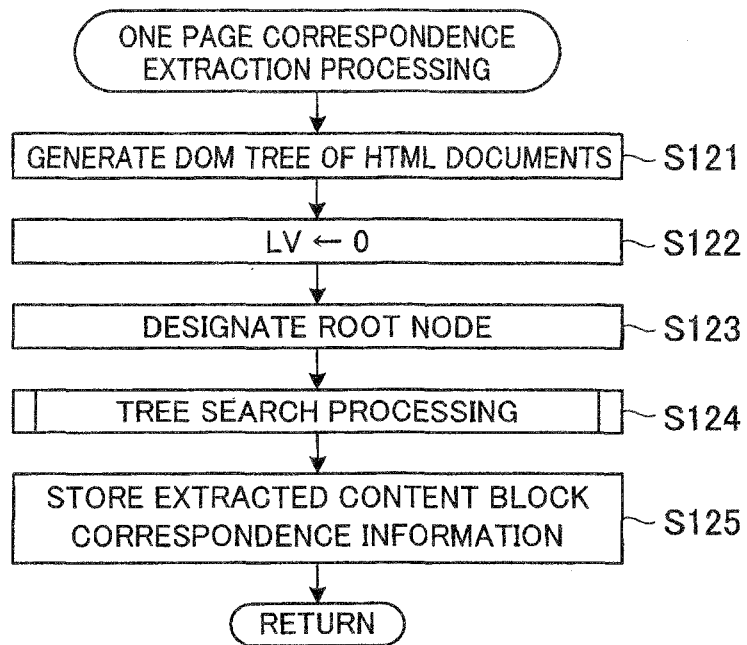 ONE PAGE CORRESPONDENCE
EXTRACTION PROCESSING
GENERATE DOM TREE OF HTML DOCUMENTS
S121
LV ← 0
S122
DESIGNATE ROOT NODE
S123
TREE SEARCH PROCESSING
S124
STORE EXTRACTED CONTENT BLOCK
CORRESPONDENCE INFORMATION
S125
RETURN